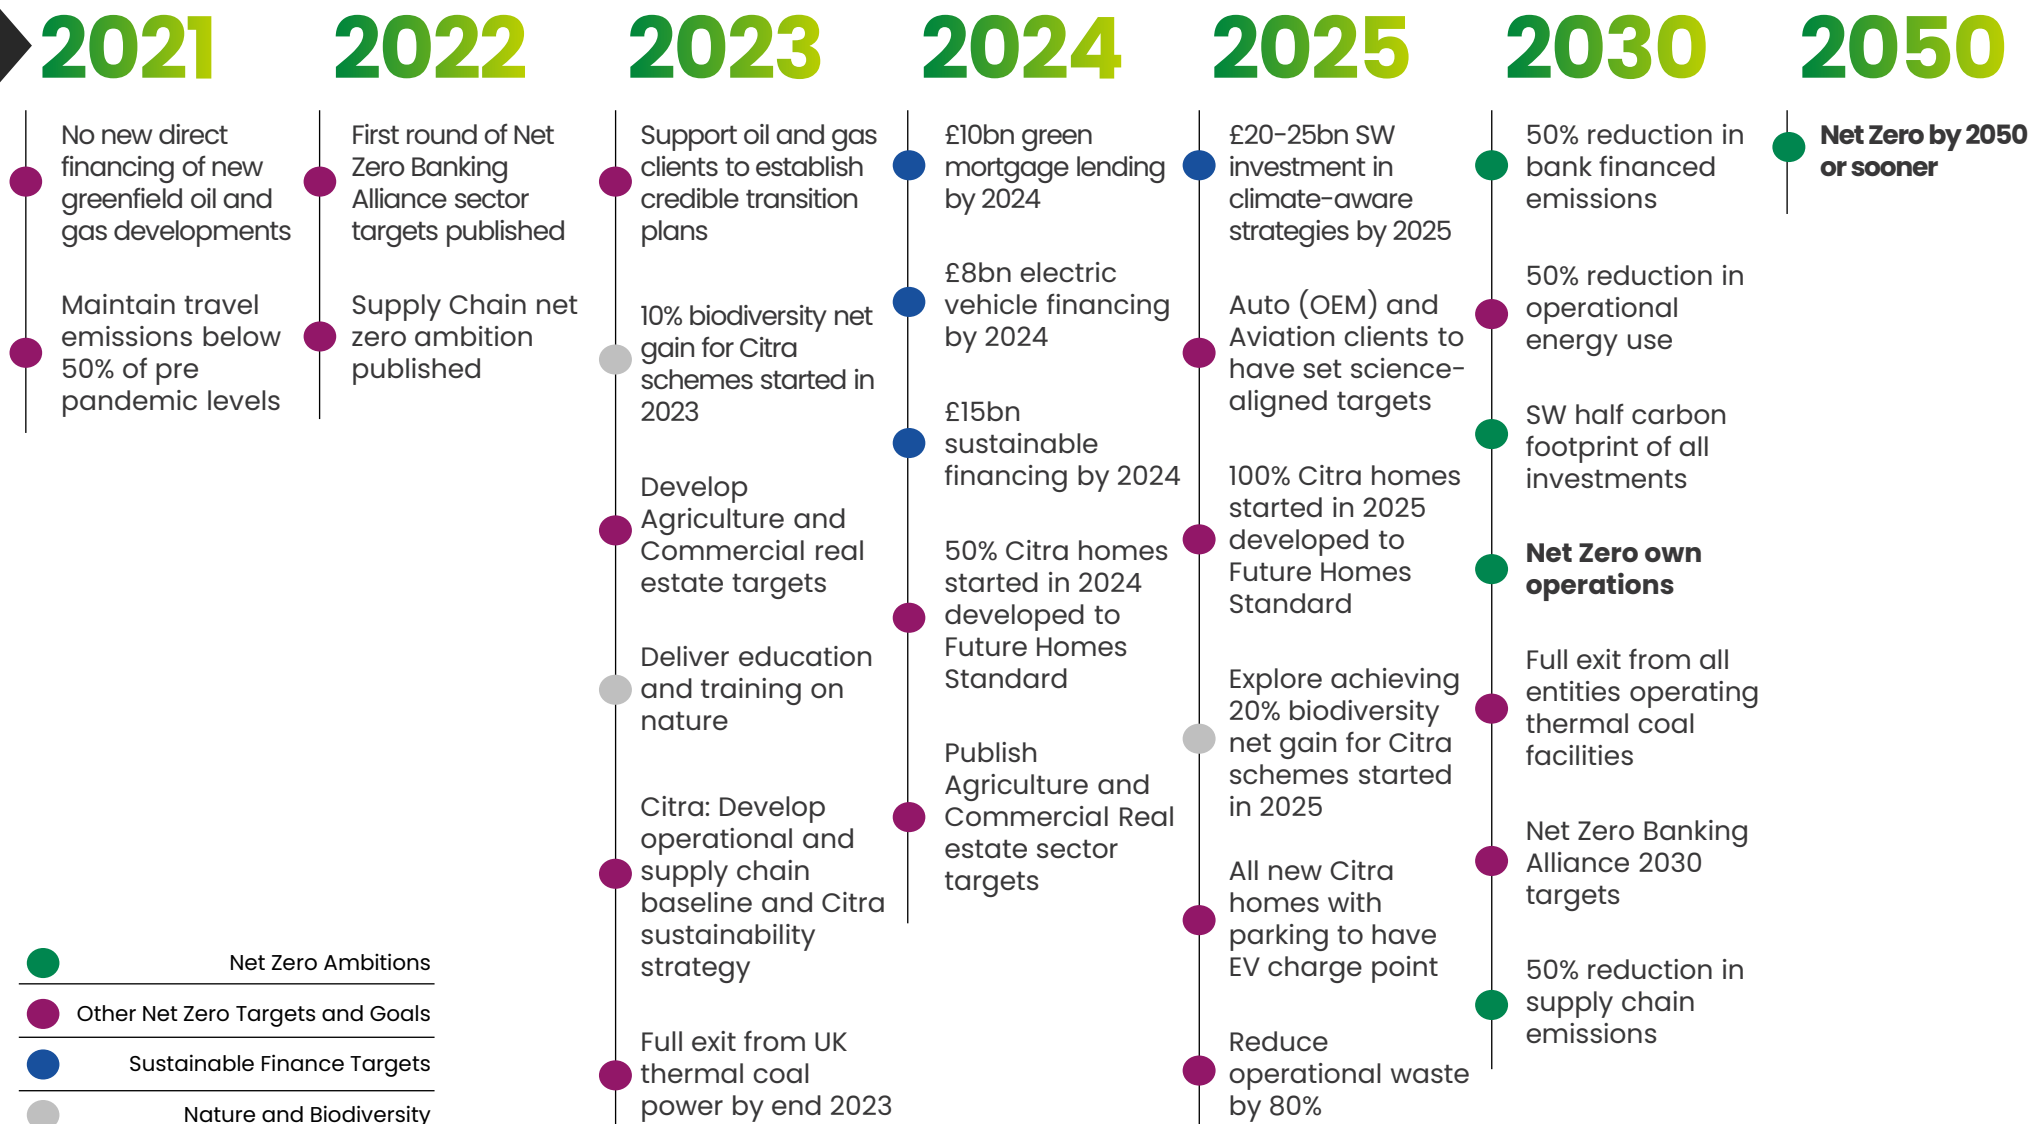 2021
No new direct
financing of new
greenfield oil and
gas developments
Maintain travel
emissions below
50% of pre
pandemic levels
2022
First round of Net
Zero Banking
Alliance sector
targets published
Supply Chain net
zero ambition
published
2023
Support oil and gas
clients to establish
credible transition
plans
10% biodiversity net
gain for Citra
schemes started in
2023
Develop
Agriculture and
Commercial real
estate targets
Deliver education
and training on
nature
Citra: Develop
operational and
supply chain
baseline and Citra
sustainability
strategy
Full exit from UK
thermal coal
power by end 2023
2024
£10bn green
mortgage lending
by 2024
£8bn electric
vehicle financing
by 2024
£15bn
sustainable
financing by 2024
50% Citra homes
started in 2024
developed to
Future Homes
Standard
Publish
Agriculture and
Commercial Real
estate sector
targets
2025
£20-25bn SW
investment in
climate-aware
strategies by 2025
Auto (OEM) and
Aviation clients to
have set science-
aligned targets
100% Citra homes
started in 2025
developed to
Future Homes
Standard
Explore achieving
20% biodiversity
net gain for Citra
schemes started
in 2025
All new Citra
homes with
parking to have
EV charge point
Reduce
operational waste
by 80%
2030
50% reduction in
bank financed
emissions
50% reduction in
operational
energy use
SW half carbon
footprint of all
investments
Net Zero own
operations
Full exit from all
entities operating
thermal coal
facilities
Net Zero Banking
Alliance 2030
targets
50% reduction in
supply chain
emissions
2050
Net Zero by 2050
or sooner
Net Zero Ambitions
Other Net Zero Targets and Goals
Sustainable Finance Targets
Nature and Biodiversity